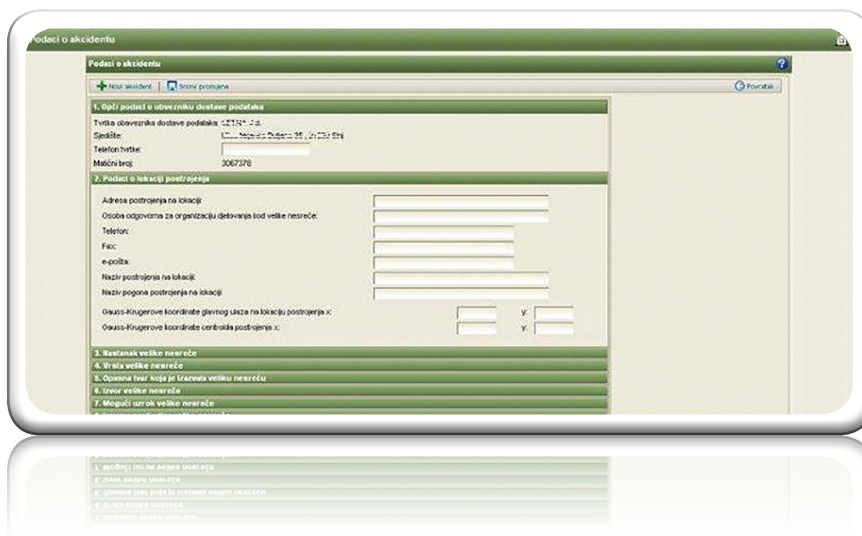 Podaci o akcidentu
Podaci o akcidentu
Novi akcident | Snimi promjene Povratak
1. Opći podaci o obvezniku dostave podataka
Tvrtka obaveznika dostave podataka:
Sjedište:
Telefon tvrtke:
Matični broj: 3067378
2. Podaci o lokaciji postrojenja
Adresa postrojenja na lokaciji:
Osoba odgovorna za organizaciju djelovanja kod velike nesreće:
Telefon:
Fax:
e-pošta:
Naziv postrojenja na lokaciji:
Naziv pogona postrojenja na lokaciji
Gauss-Krugerove koordinate glavnog ulaza na lokaciju postrojenja x: y:
Gauss-Krugerove koordinate centroida postrojenja x: y:
3. Nastanak velike nesreće
4. Vrsta velike nesreće
5. Opasna tvar koja je izazvala veliku nesreću
6. Izvor velike nesreće
7. Mogući uzrok velike nesreće